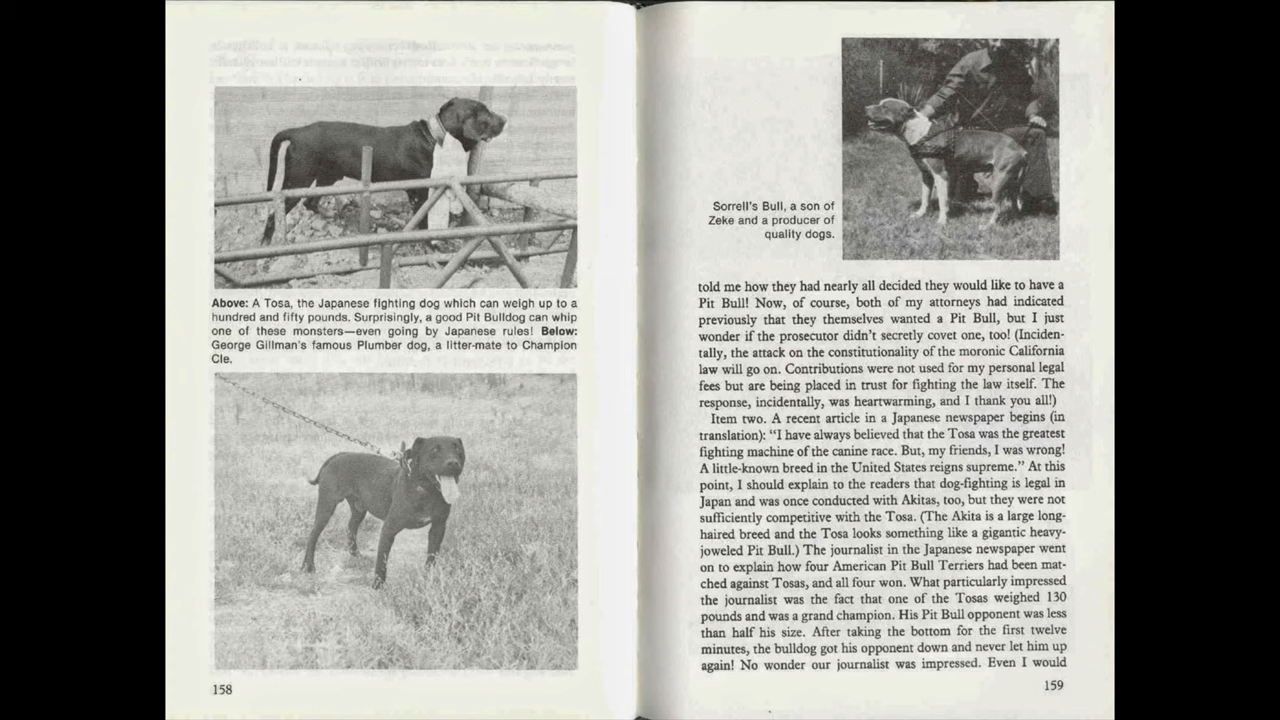 Above: A Tosa, the Japanese fighting dog which can weigh up to a
hundred and fifty pounds. Surprisingly, a good Pit Bulldog can whip
one of these monsters—even going by Japanese rules! Below:
George Gillman's famous Plumber dog, a litter-mate to Champion
Cle.
158
Sorrell's Bull, a son of
Zeke and a producer of
quality dogs.
told me how they had nearly all decided they would like to have a
Pit Bull! Now, of course, both of my attorneys had indicated
previously that they themselves wanted a Pit Bull, but I just
wonder if the prosecutor didn't secretly covet one, too! (Inciden-
tally, the attack on the constitutionality of the moronic California
law will go on. Contributions were not used for my personal legal
fees but are being placed in trust for fighting the law itself. The
response, incidentally, was heartwarming, and I thank you all!)
Item two. A recent article in a Japanese newspaper begins (in
translation): "I have always believed that the Tosa was the greatest
fighting machine of the canine race. But, my friends, I was wrong!
A little-known breed in the United States reigns supreme." At this
point, I should explain to the readers that dog-fighting is legal in
Japan and was once conducted with Akitas, too, but they were not
sufficiently competitive with the Tosa. (The Akita is a large long-
haired breed and the Tosa looks something like a gigantic heavy-
jowled Pit Bull.) The journalist in the Japanese newspaper went
on to explain how four American Pit Bull Terriers had been mat-
ched against Tosas, and all four won. What particularly impressed
the journalist was the fact that one of the Tosas weighed 130
pounds and was a grand champion. His Pit Bull opponent was less
than half his size. After taking the bottom for the first twelve
minutes, the bulldog got his opponent down and never let him up
again! No wonder our journalist was impressed. Even I would
159